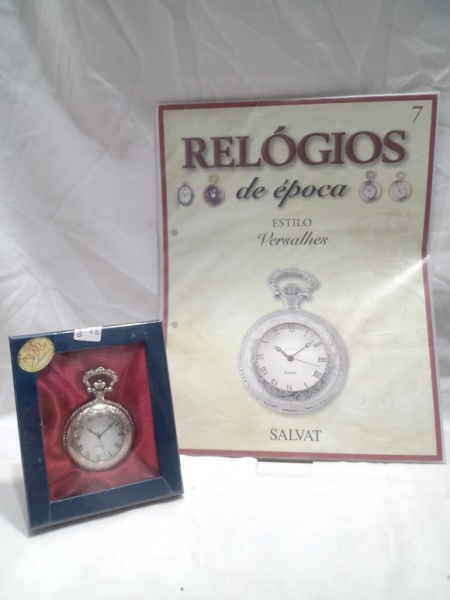 7
RELÓGIOS
de época
ESTILO
Versalhes
SALVAT